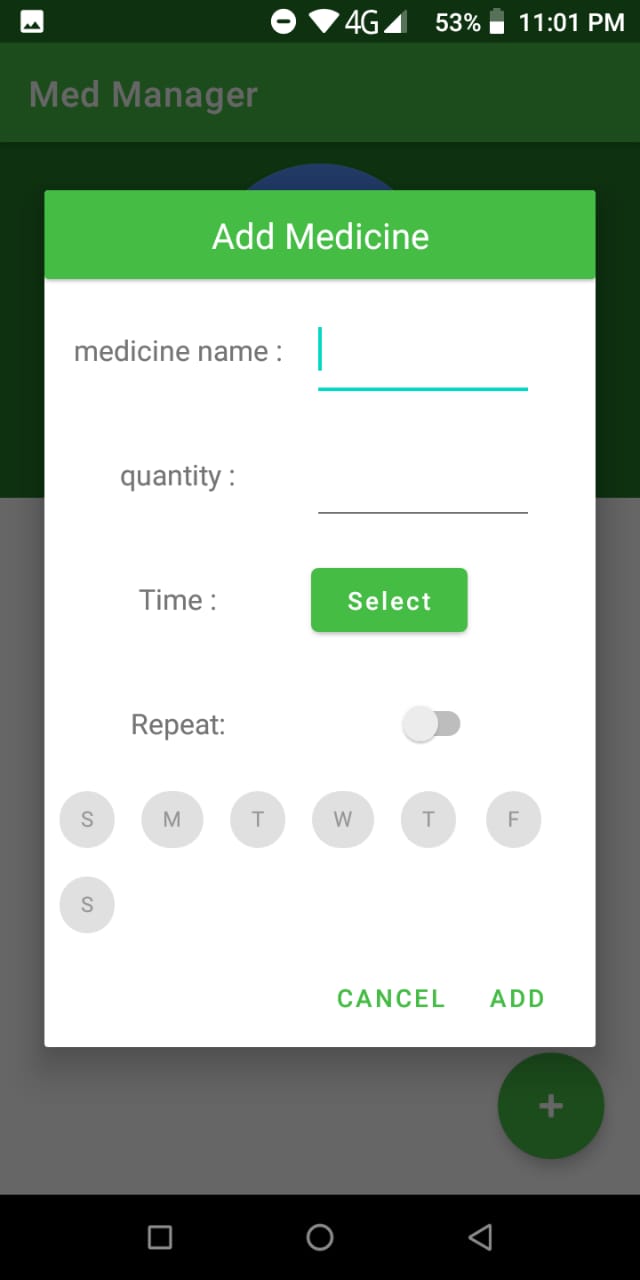 4G 53% 11:01 PM
Med Manager
Add Medicine
medicine name :
quantity :
Time : Select
Repeat:
S M T W T F
S
CANCEL ADD
+